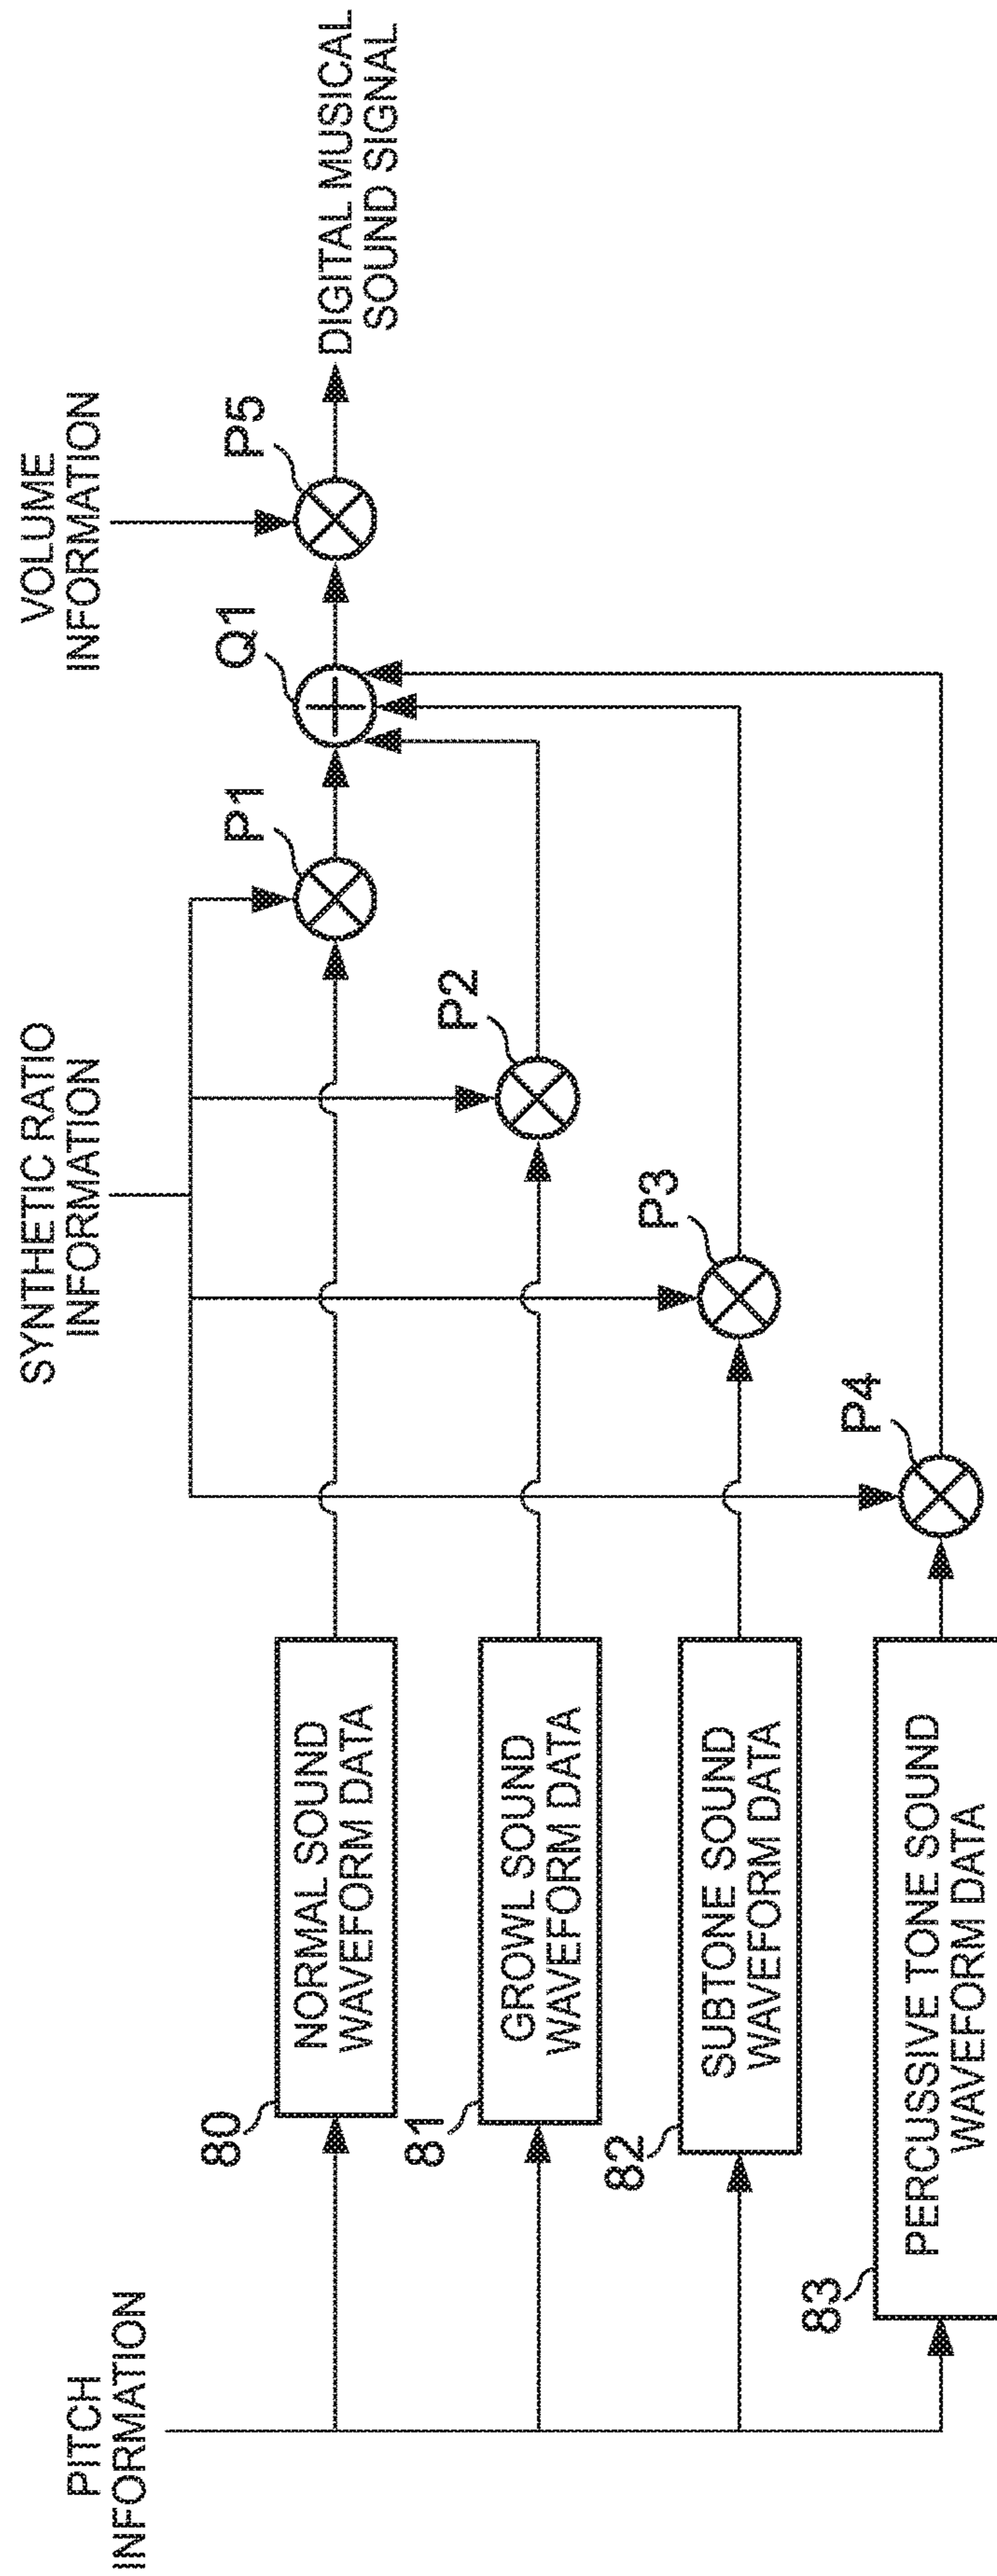 PITCH
INFORMATION
SYNTHETIC RATIO
INFORMATION
VOLUME
INFORMATION
80
NORMAL SOUND
WAVEFORM DATA
P1
Q1
P5
DIGITAL MUSICAL
SOUND SIGNAL
81
GROWL SOUND
WAVEFORM DATA
P2
82
SUBTONE SOUND
WAVEFORM DATA
P3
83
PERCUSSIVE TONE SOUND
WAVEFORM DATA
P4